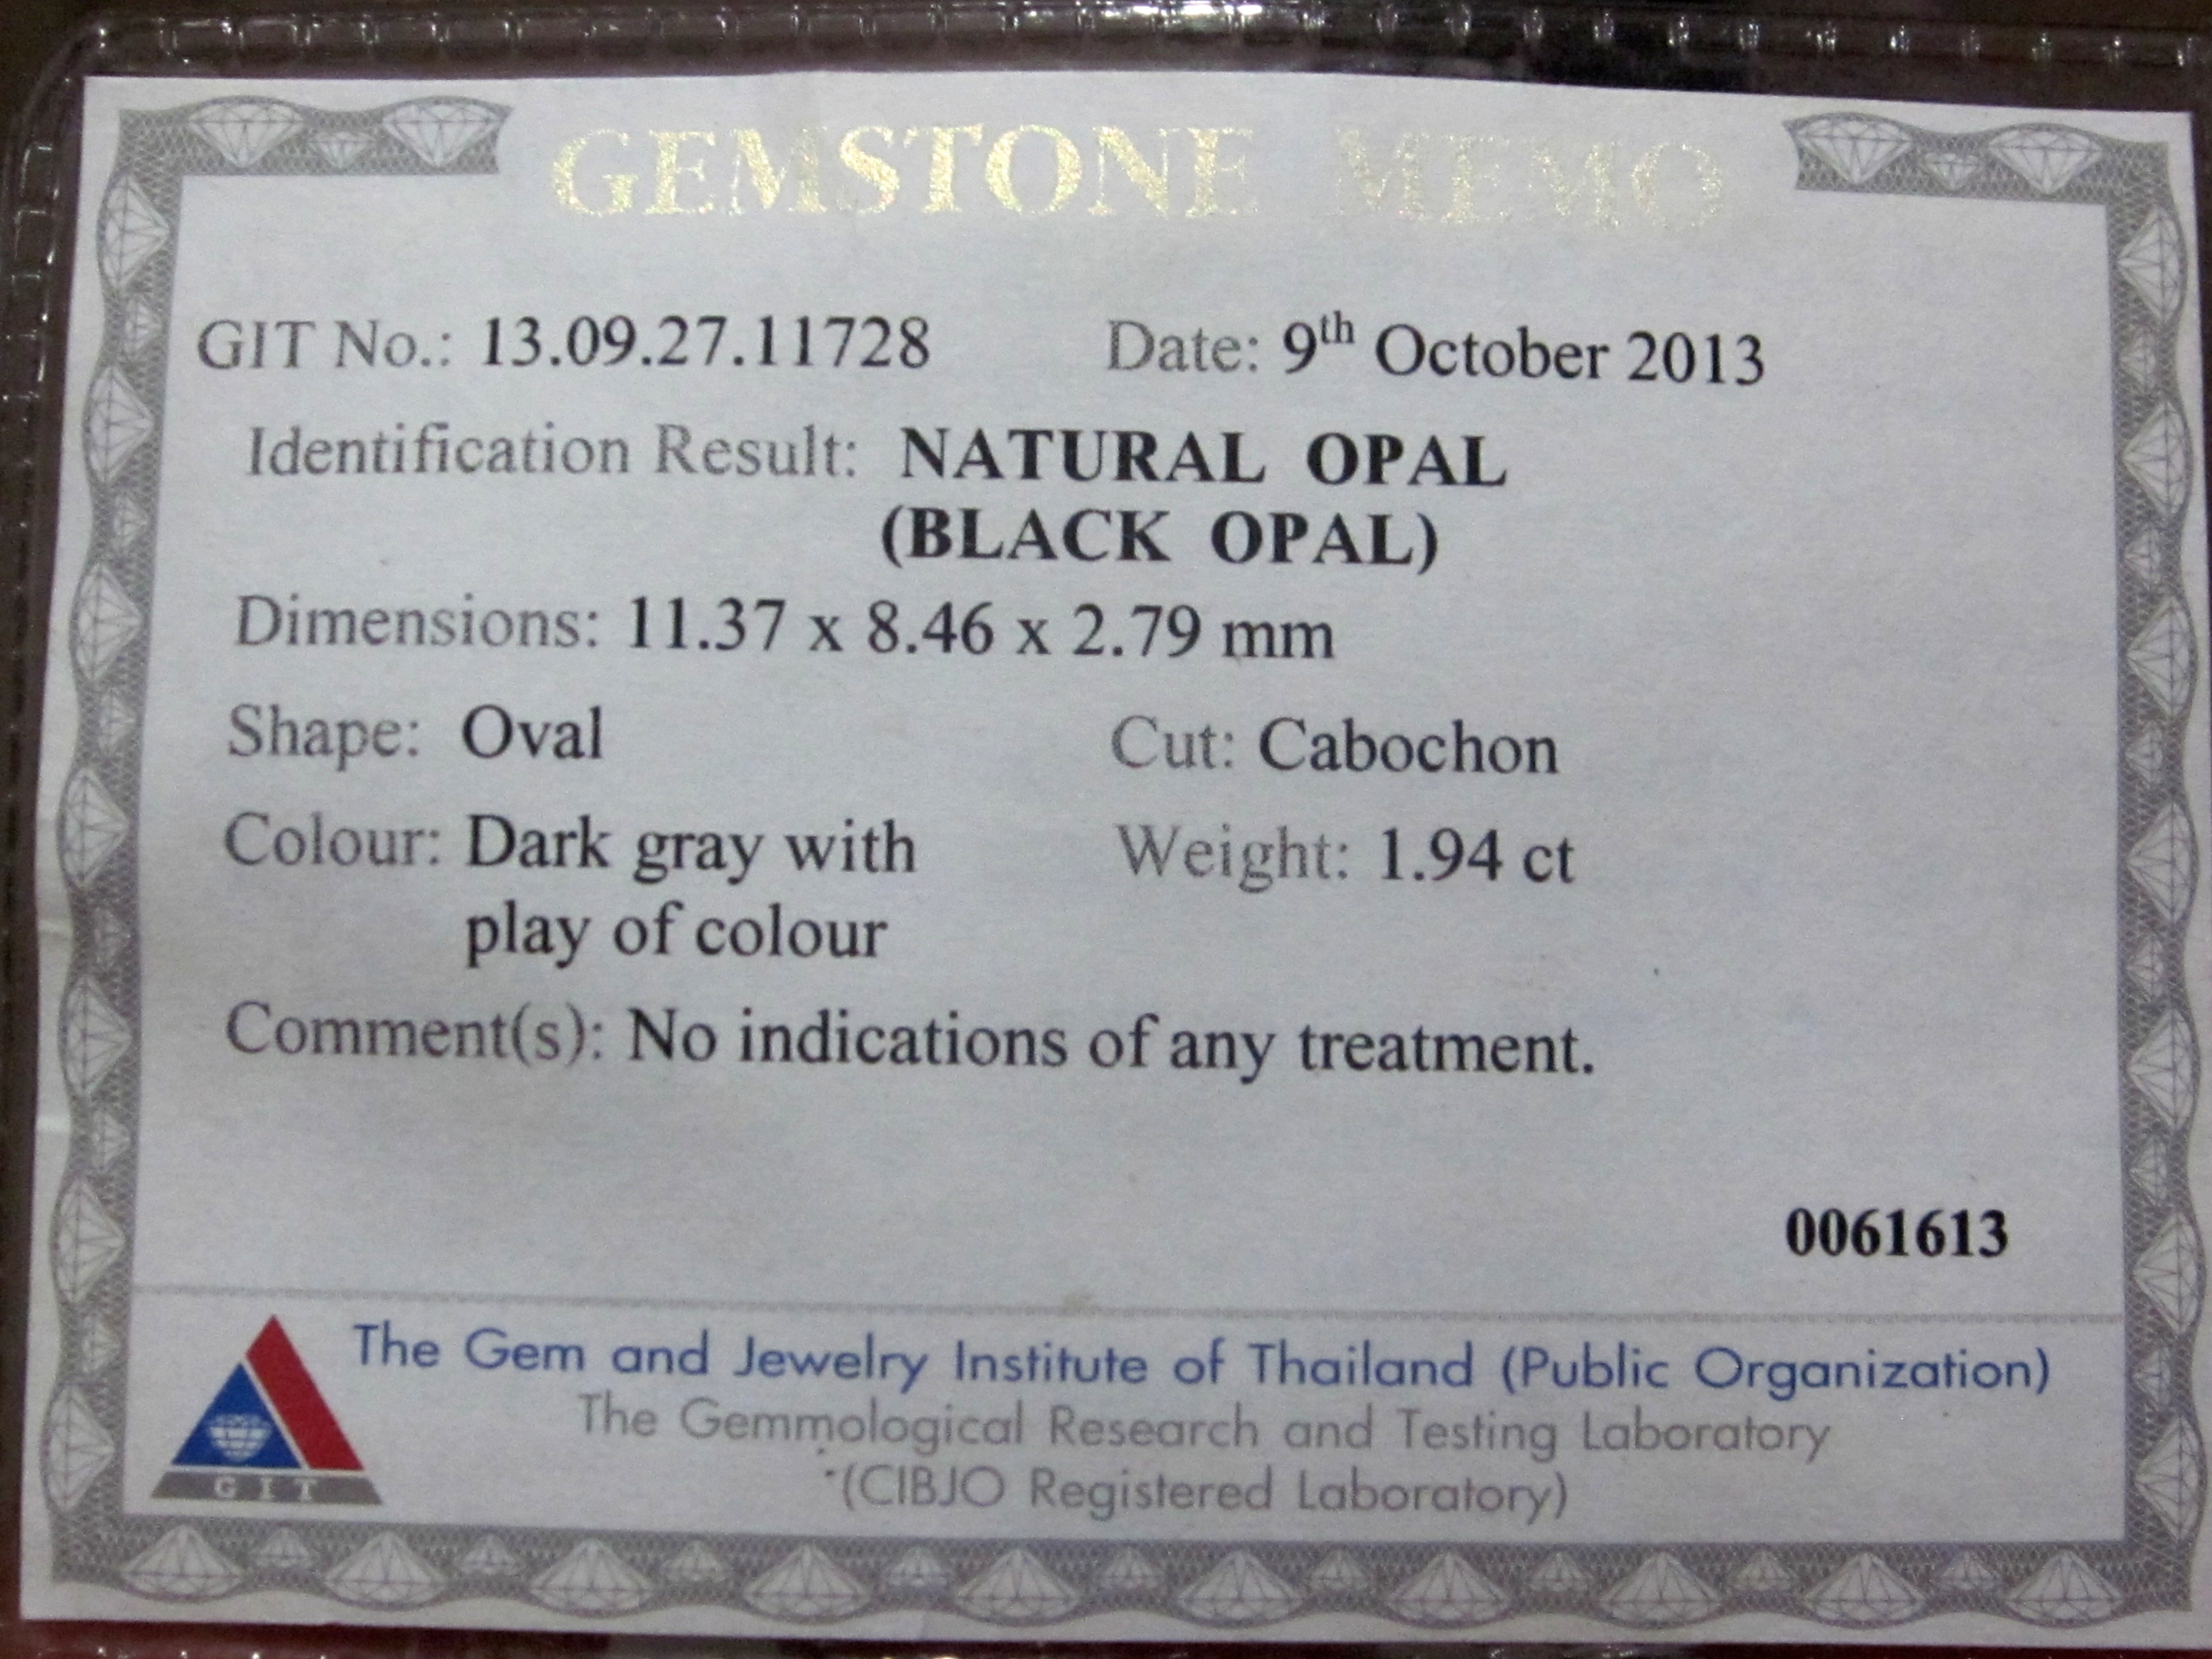 GEMSTONE MEMO
GIT No.: 13.09.27.11728 Date: 9th October 2013
Identification Result: NATURAL OPAL
(BLACK OPAL)
Dimensions: 11.37 x 8.46 x 2.79 mm
Shape: Oval Cut: Cabochon
Colour: Dark gray with Weight: 1.94 ct
play of colour
Comment(s): No indications of any treatment.
0061613
The Gem and Jewelry Institute of Thailand (Public Organization)
The Gemmological Research and Testing Laboratory
(CIBJO Registered Laboratory)
GIT